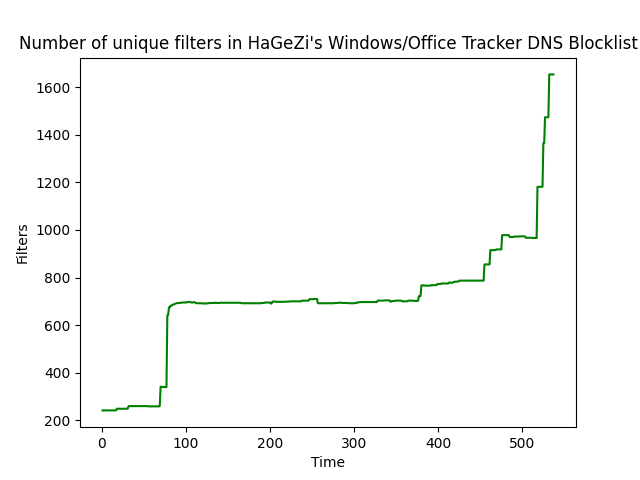 Number of unique filters in HaGeZi's Windows/Office Tracker DNS Blocklist
1600
1400
1200
1000
800
600
400
200
Filters
0 100 200 300 400 500
Time